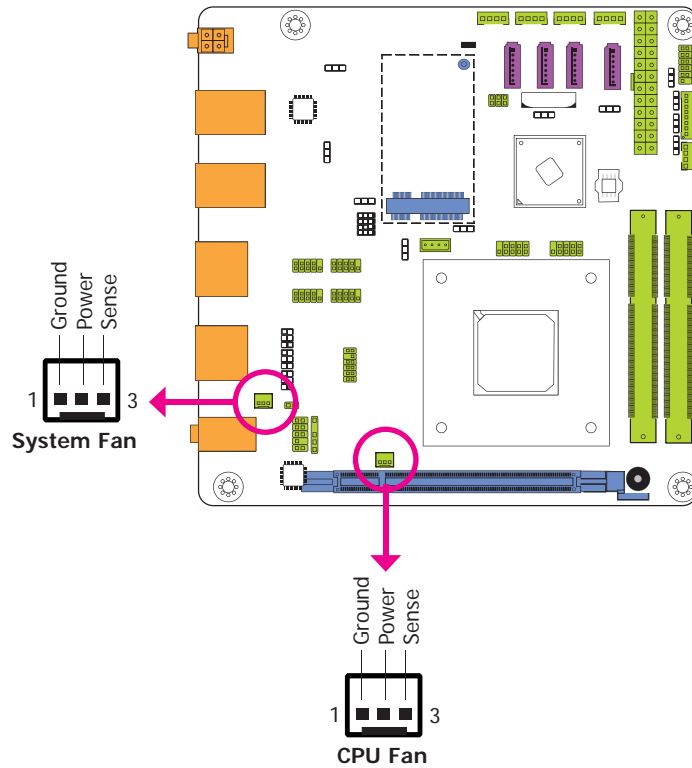 Ground
Power
Sense
1 3
System Fan
Ground
Power
Sense
1 3
CPU Fan